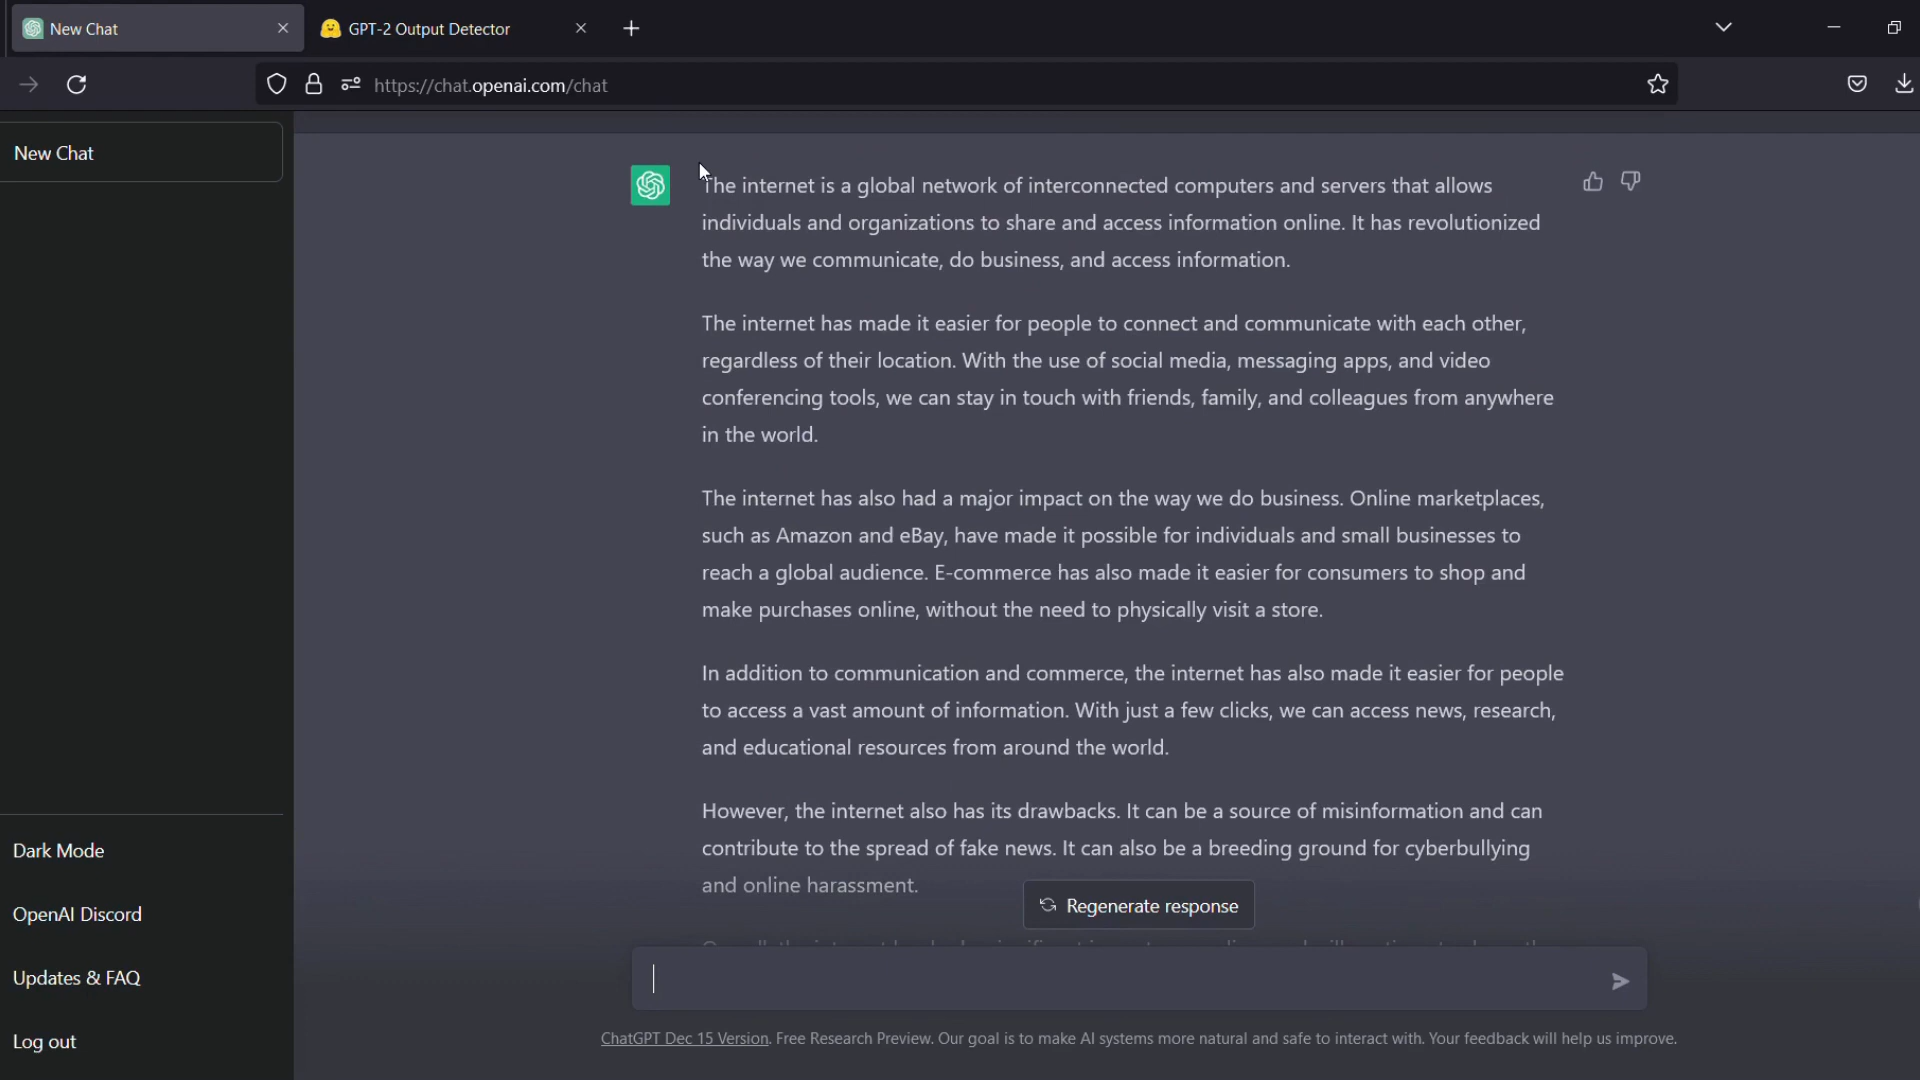 New Chat
GPT-2 Output Detector
https://chat.openai.com/chat
New Chat
The internet is a global network of interconnected computers and servers that allows
individuals and organizations to share and access information online. It has revolutionized
the way we communicate, do business, and access information.
The internet has made it easier for people to connect and communicate with each other,
regardless of their location. With the use of social media, messaging apps, and video
conferencing tools, we can stay in touch with friends, family, and colleagues from anywhere
in the world.
The internet has also had a major impact on the way we do business. Online marketplaces,
such as Amazon and eBay, have made it possible for individuals and small businesses to
reach a global audience. E-commerce has also made it easier for consumers to shop and
make purchases online, without the need to physically visit a store.
In addition to communication and commerce, the internet has also made it easier for people
to access a vast amount of information. With just a few clicks, we can access news, research,
and educational resources from around the world.
However, the internet also has its drawbacks. It can be a source of misinformation and can
contribute to the spread of fake news. It can also be a breeding ground for cyberbullying
and online harassment.
Regenerate response
Dark Mode
OpenAI Discord
Updates & FAQ
Log out
ChatGPT Dec 15 Version. Free Research Preview. Our goal is to make AI systems more natural and safe to interact with. Your feedback will help us improve.